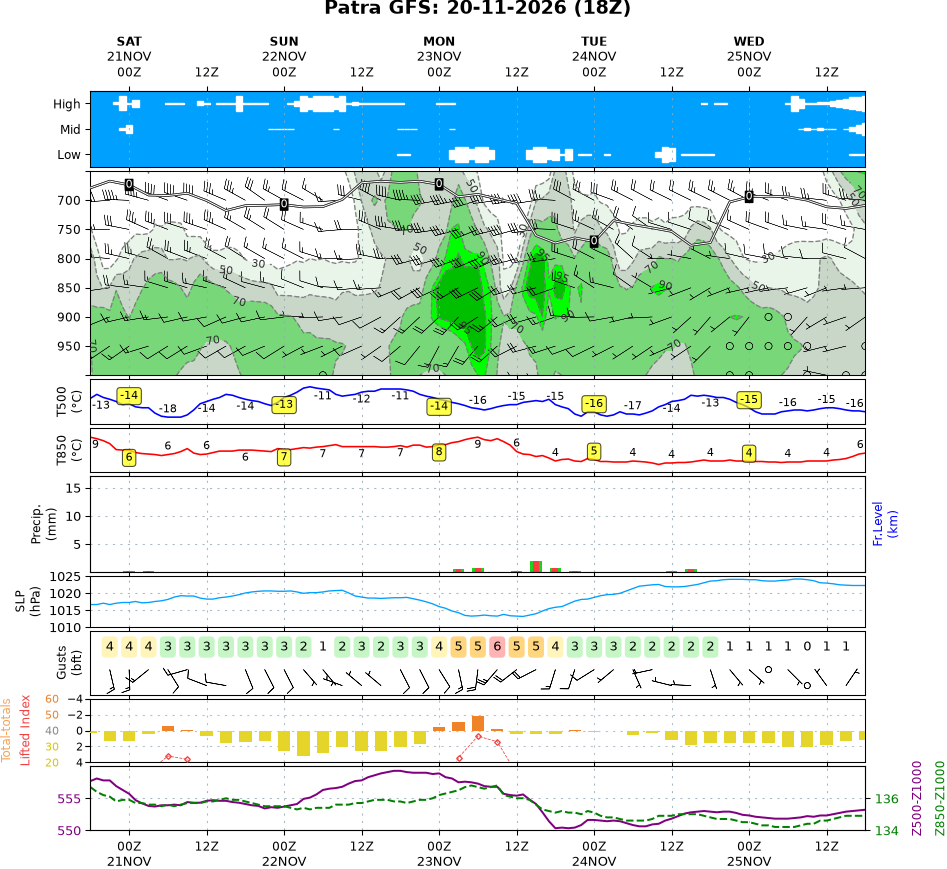 Patra GFS: 20-11-2026 (18Z)
SAT SUN MON TUE WED
21NOV 22NOV 23NOV 24NOV 25NOV
00Z 12Z 00Z 12Z 00Z 12Z 00Z 12Z 00Z 12Z
High
Mid
Low
0 0 0 0 0
700
750
800
850
900
950
50 30 70 70 50 70 50 90 95 70 90 70 90 70 50 70
T500
(°C)
-13 -14 -18 -14 -14 -13 -11 -12 -11 -14 -16 -15 -15 -16 -17 -14 -13 -15 -16 -15 -16
T850
(°C)
9 6 6 6 6 7 7 7 7 8 9 6 4 5 4 4 4 4 4 4 6
Precip.
(mm)
15
10
5
Fr.Level
(km)
SLP
(hPa)
1025
1020
1015
1010
Gusts
(bft)
4 4 4 3 3 3 3 3 3 3 2 1 2 3 2 3 3 4 5 5 6 5 5 4 3 3 3 2 2 2 2 2 1 1 1 1 0 1 1
Total-totals
Lifted Index
60 −4
50 −2
40 0
30 2
20 4
555
550
136
134
Z500-Z1000
Z850-Z1000
00Z 12Z 00Z 12Z 00Z 12Z 00Z 12Z 00Z 12Z
21NOV 22NOV 23NOV 24NOV 25NOV